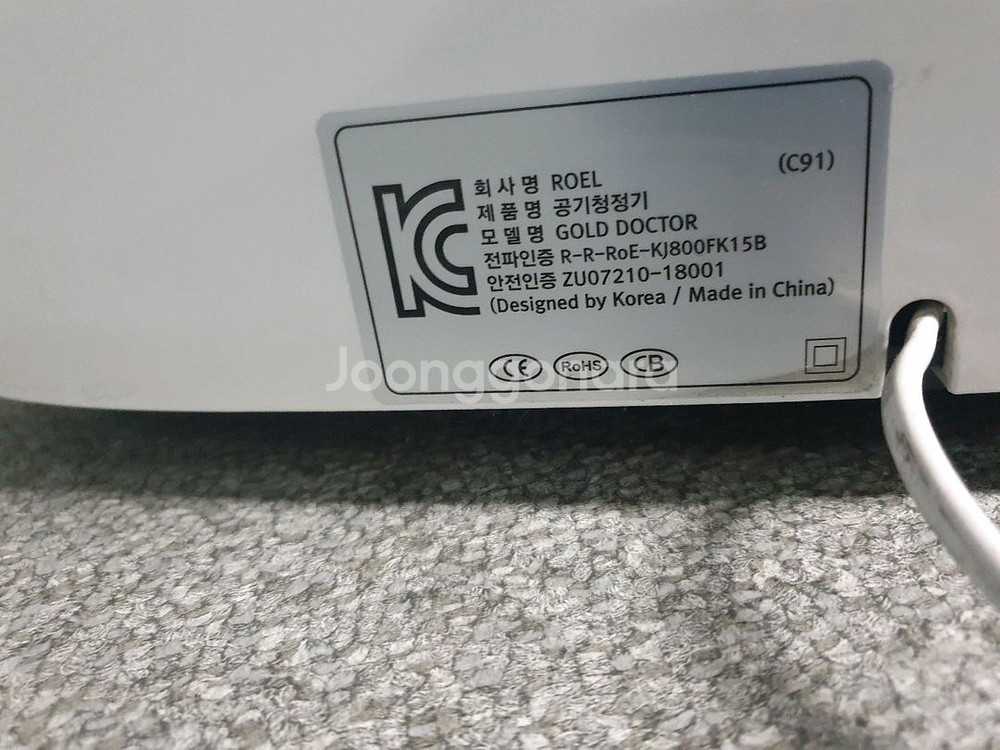 (C91)
회사명 ROEL
제품명 공기청정기
모델명 GOLD DOCTOR
전파인증 R-R-RoE-KJ800FK15B
안전인증 ZU07210-18001
(Designed by Korea / Made in China)
CE RoHS CB
Joonggonara